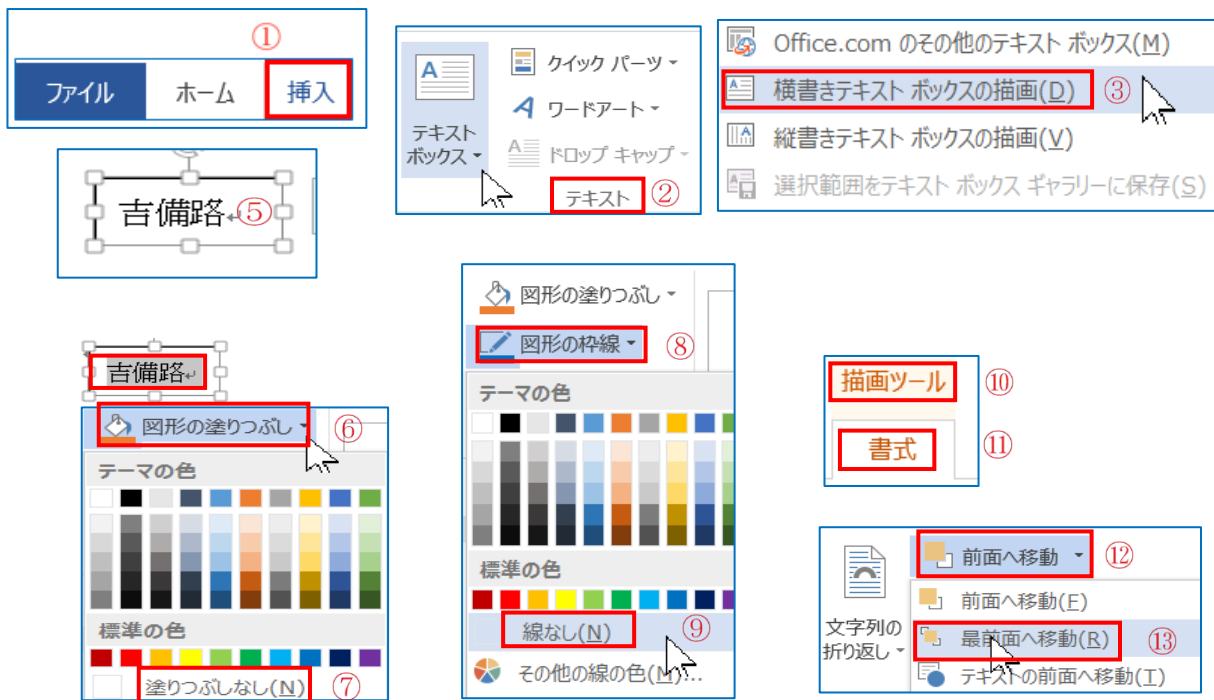 ①
ファイル ホーム 挿入
テキスト
ボックス
クイック パーツ
ワードアート
ドロップ キャップ
テキスト ②
Office.com のその他のテキスト ボックス(M)
横書きテキスト ボックスの描画(D) ③
縦書きテキスト ボックスの描画(V)
選択範囲をテキスト ボックス ギャラリーに保存(S)
吉備路 ⑤
吉備路
図形の塗りつぶし ⑥
テーマの色
標準の色
塗りつぶしなし(N) ⑦
図形の塗りつぶし
図形の枠線 ⑧
テーマの色
標準の色
線なし(N) ⑨
その他の線の色(M)...
描画ツール ⑩
書式 ⑪
文字列の
折り返し
前面へ移動 ⑫
前面へ移動(F)
最前面へ移動(R) ⑬
テキストの前面へ移動(T)